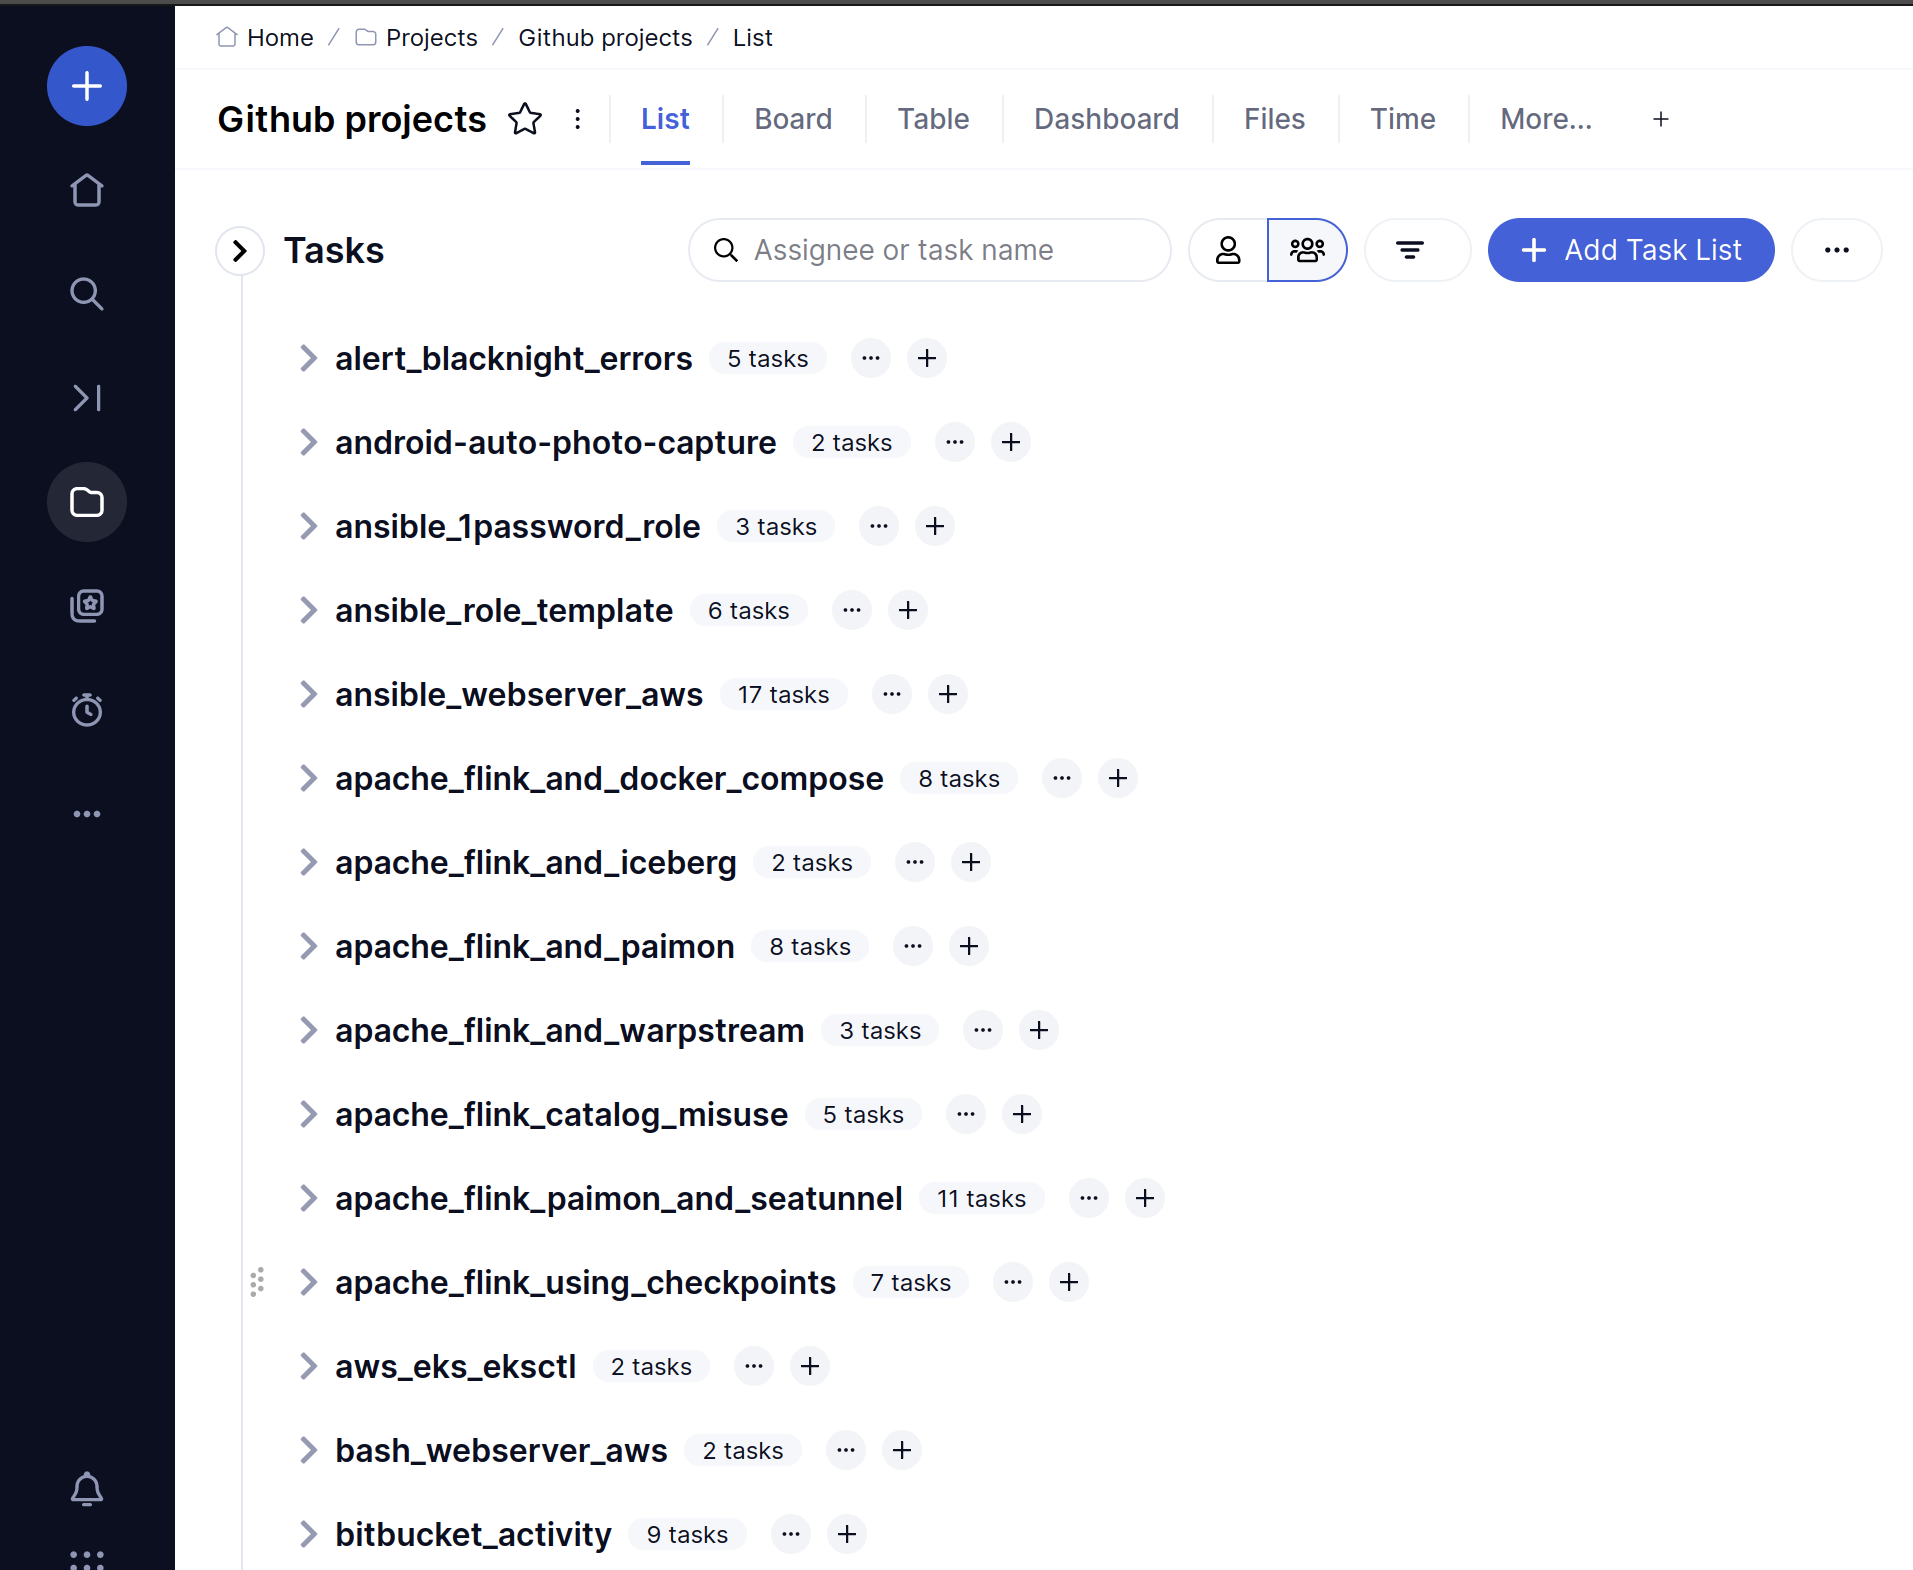 Home / Projects / Github projects / List
Github projects List Board Table Dashboard Files Time More... +
Tasks Assignee or task name Add Task List
alert_blacknight_errors 5 tasks
android-auto-photo-capture 2 tasks
ansible_1password_role 3 tasks
ansible_role_template 6 tasks
ansible_webserver_aws 17 tasks
apache_flink_and_docker_compose 8 tasks
apache_flink_and_iceberg 2 tasks
apache_flink_and_paimon 8 tasks
apache_flink_and_warpstream 3 tasks
apache_flink_catalog_misuse 5 tasks
apache_flink_paimon_and_seatunnel 11 tasks
apache_flink_using_checkpoints 7 tasks
aws_eks_eksctl 2 tasks
bash_webserver_aws 2 tasks
bitbucket_activity 9 tasks